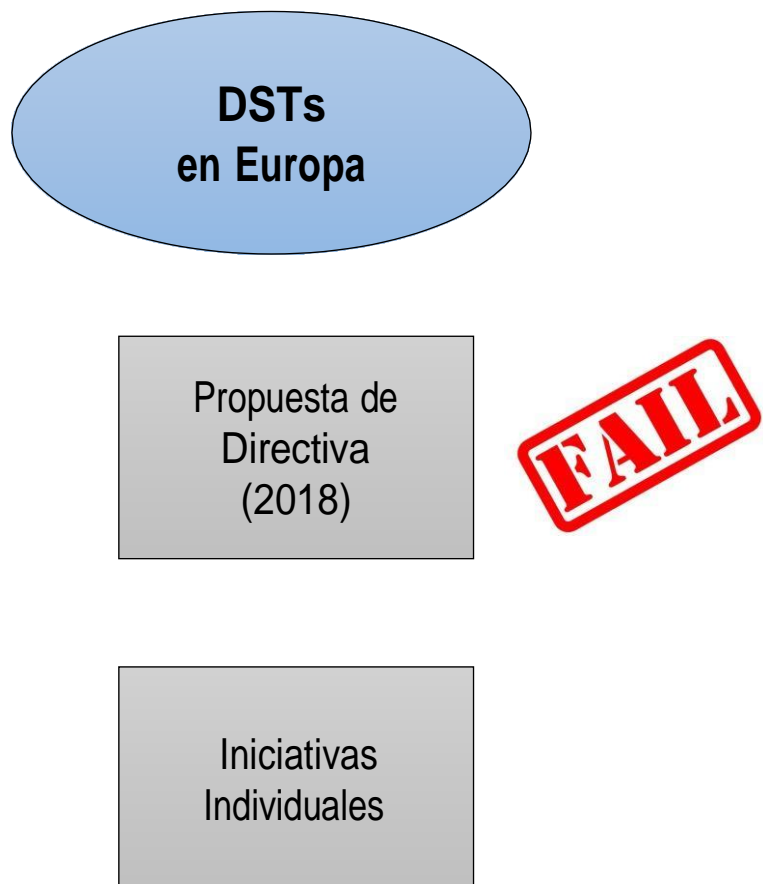 DSTs
en Europa
Propuesta de
Directiva
(2018)
FAIL
Iniciativas
Individuales